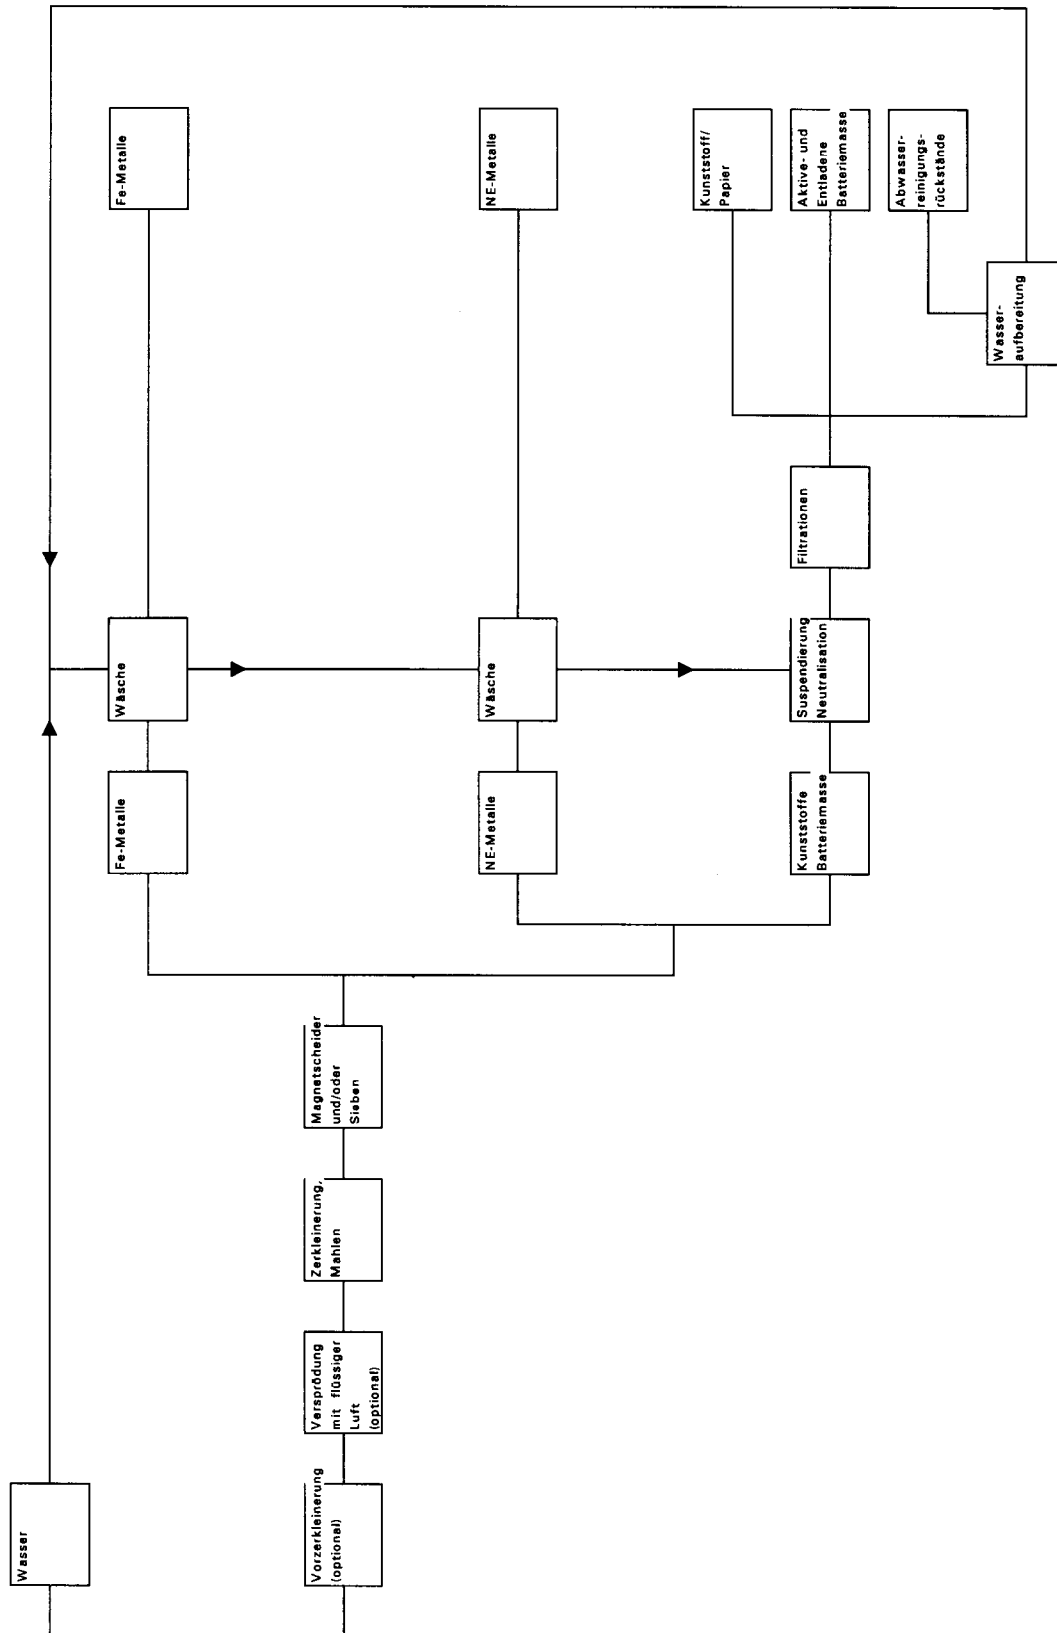 Wasser
Vorzerkleinerung
(optional)
Versprödung
mit flüssiger
Luft
(optional)
Zerkleinerung,
Mahlen
Magnetscheider
und/oder
Sieben
Fe-Metalle
Wäsche
Fe-Metalle
NE-Metalle
Wäsche
NE-Metalle
Kunststoffe
Batteriemasse
Suspendierung
Neutralisation
Filtrationen
Kunststoff/
Papier
Aktive- und
Entladene
Batteriemasse
Abwasser-
reinigungs-
rückstände
Wasser-
aufbereitung